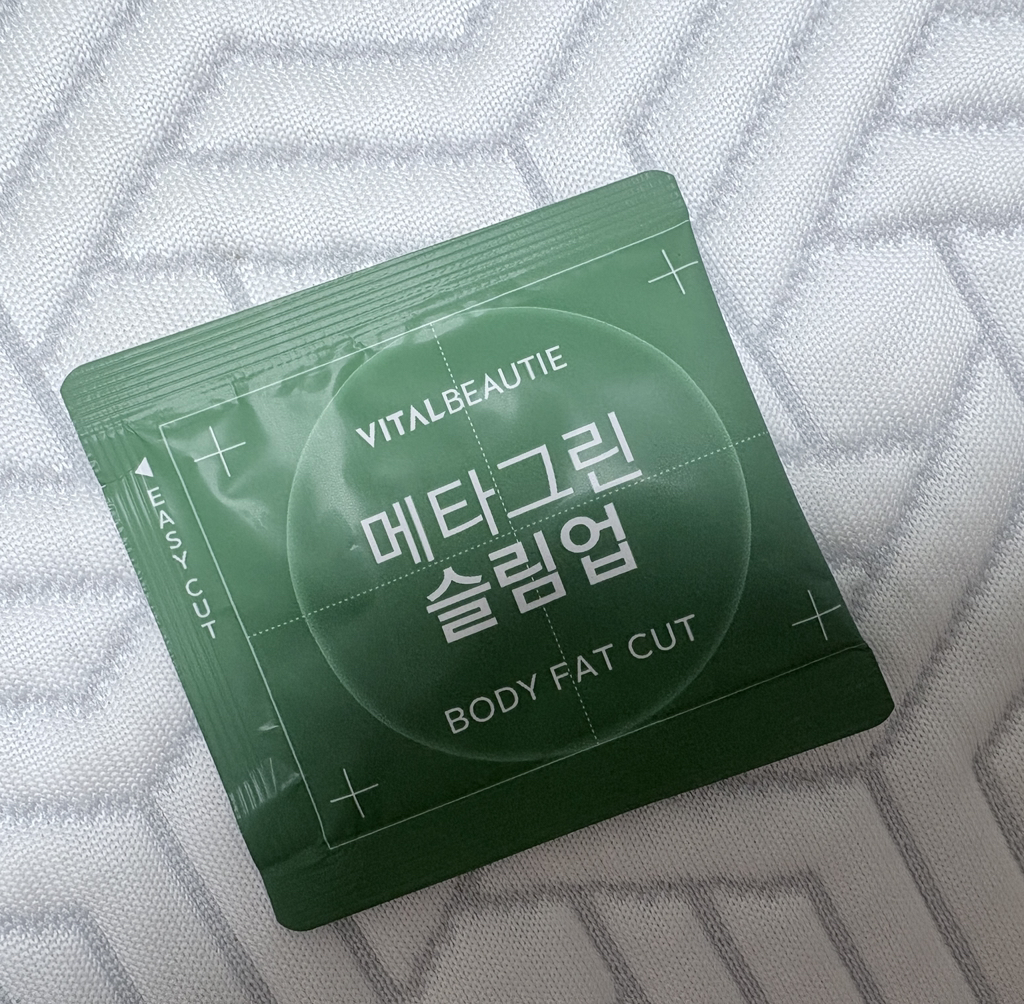 VITALBEAUTIE
메타그린
슬림업
BODY FAT CUT
EASY CUT